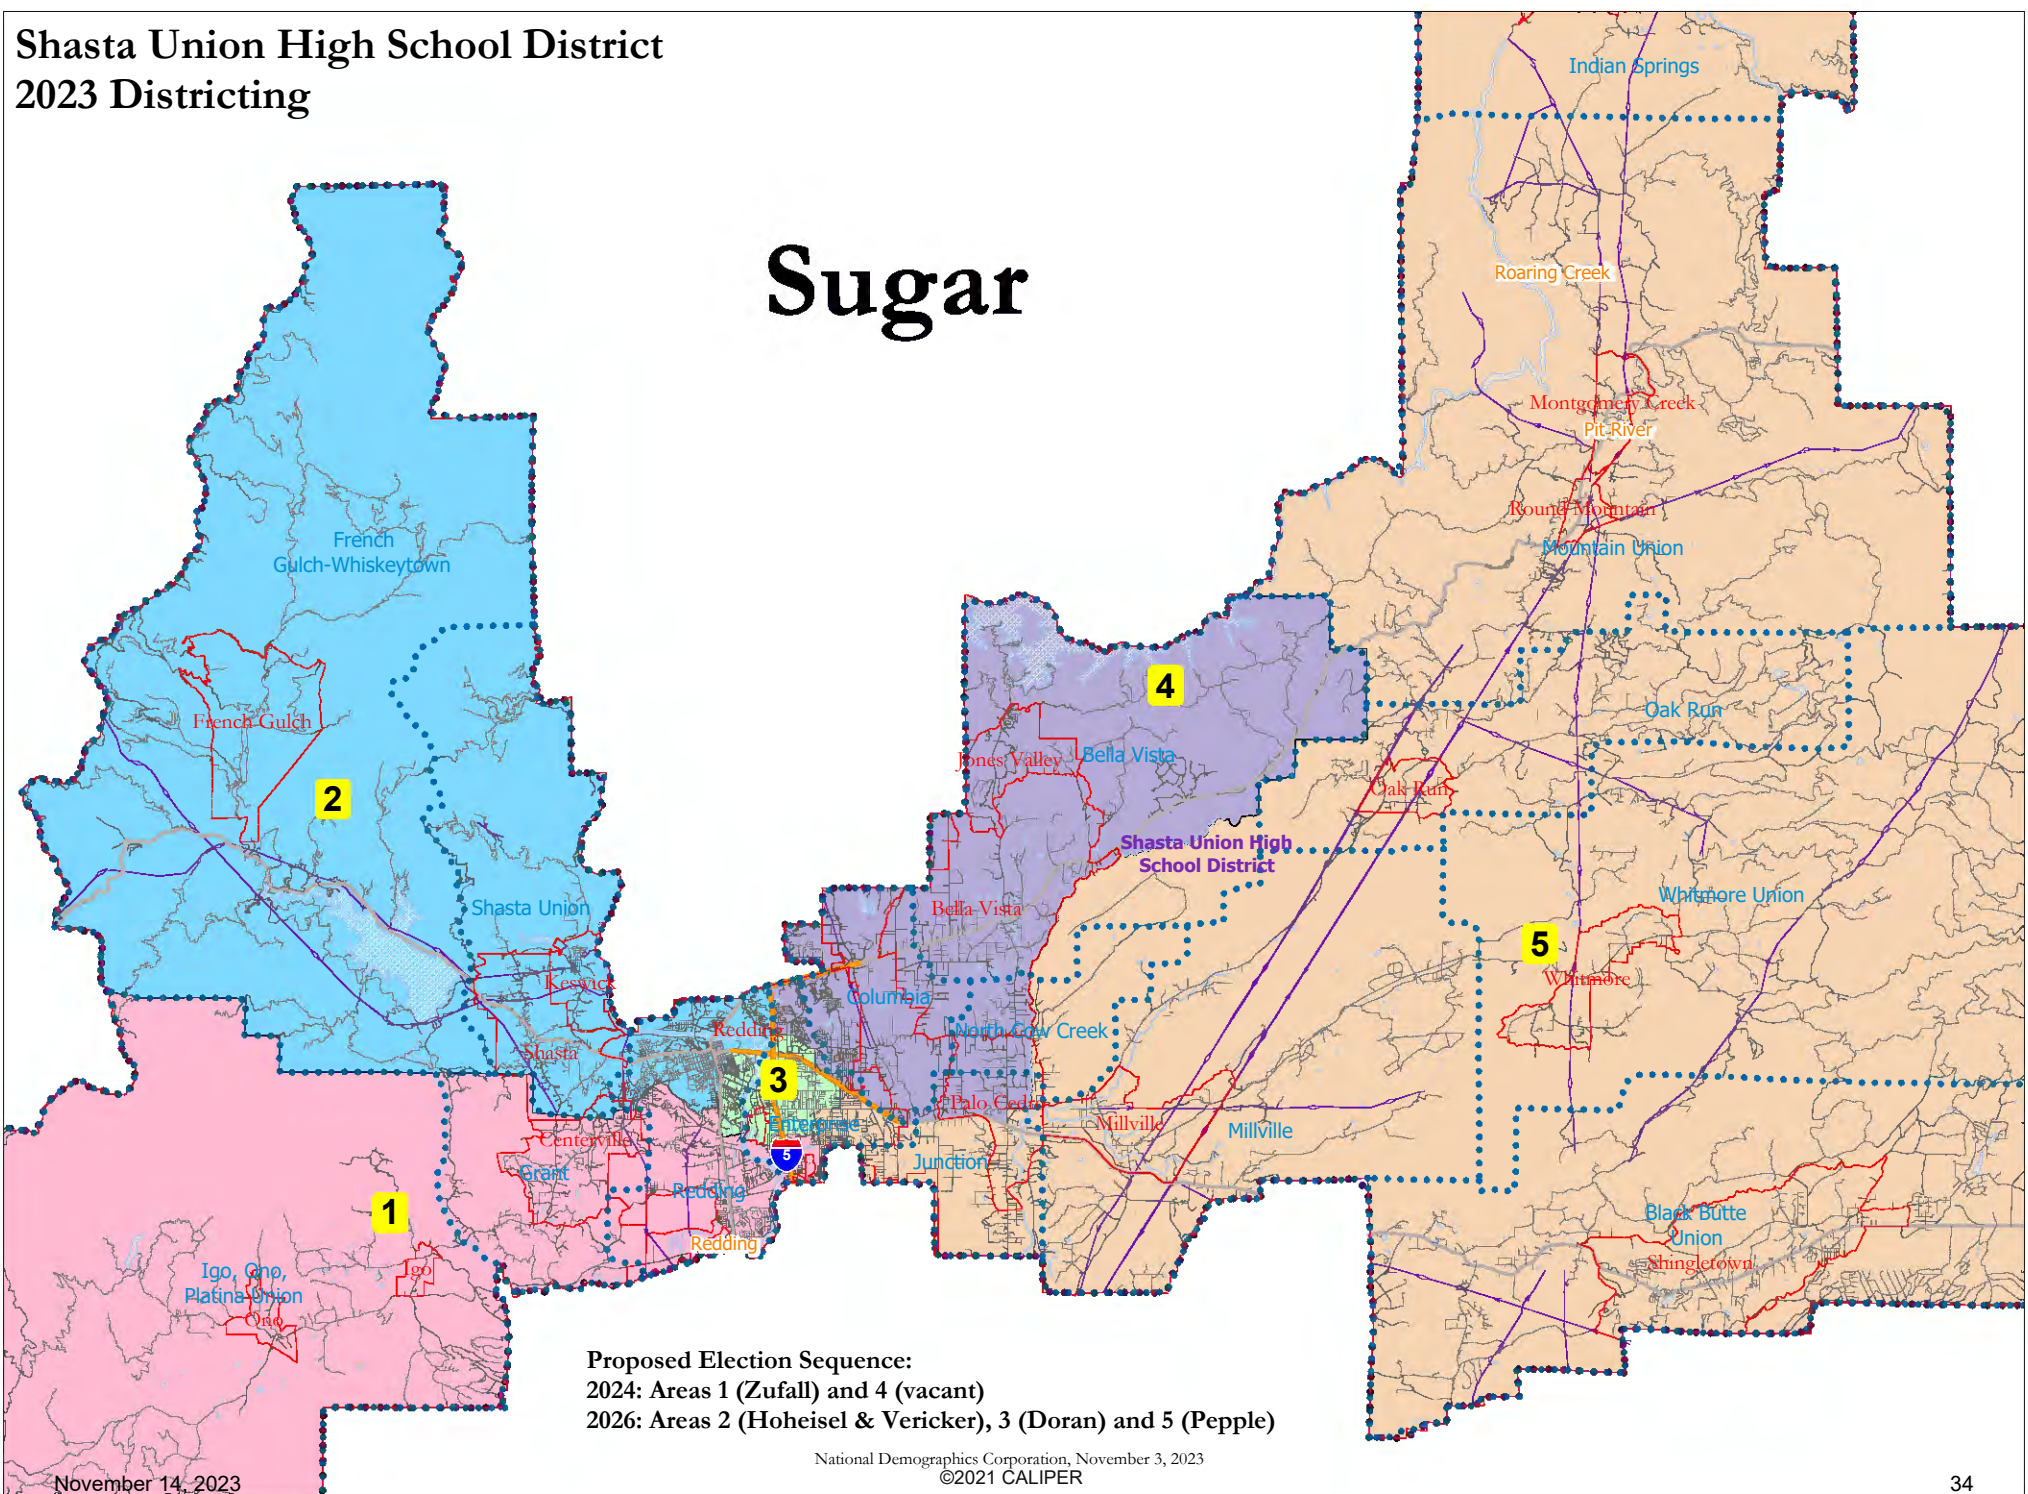 Shasta Union High School District
2023 Districting
Sugar
Indian Springs
Roaring Creek
Montgomery Creek
Pit River
Round Mountain
Mountain Union
French
Gulch-Whiskeytown
4
Oak Run
French Gulch
Jones Valley
Bella Vista
2
Oak Run
Shasta Union High
School District
Whitmore Union
Shasta Union
Bella Vista
5
Whitmore
Keswick
Columbia
Redding
North Cow Creek
Shasta
3
Palo Cedro
Enterprise
Millville
Millville
Centerville
5
Junction
Grant
Redding
1
Black Butte
Union
Redding
Shingletown
Igo
Igo, Ono,
Platina Union
Ono
Proposed Election Sequence:
2024: Areas 1 (Zufall) and 4 (vacant)
2026: Areas 2 (Hoheisel & Vericker), 3 (Doran) and 5 (Pepple)
National Demographics Corporation, November 3, 2023
©2021 CALIPER
November 14, 2023
34